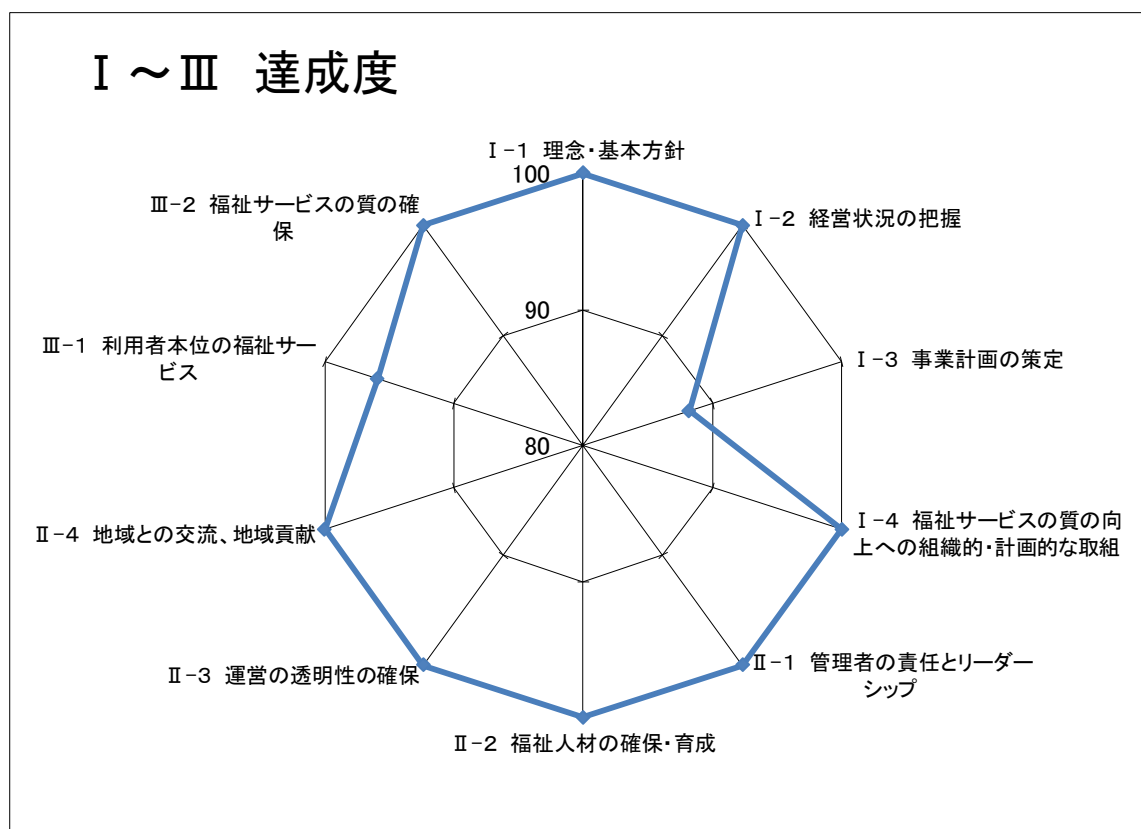 Ⅰ～Ⅲ 達成度
Ⅰ-1 理念・基本方針
100
90
80
Ⅰ-2 経営状況の把握
Ⅰ-3 事業計画の策定
Ⅰ-4 福祉サービスの質の向
上への組織的・計画的な取組
Ⅱ-1 管理者の責任とリーダー
シップ
Ⅱ-2 福祉人材の確保・育成
Ⅱ-3 運営の透明性の確保
Ⅱ-4 地域との交流、地域貢献
Ⅲ-1 利用者本位の福祉サー
ビス
Ⅲ-2 福祉サービスの質の確
保